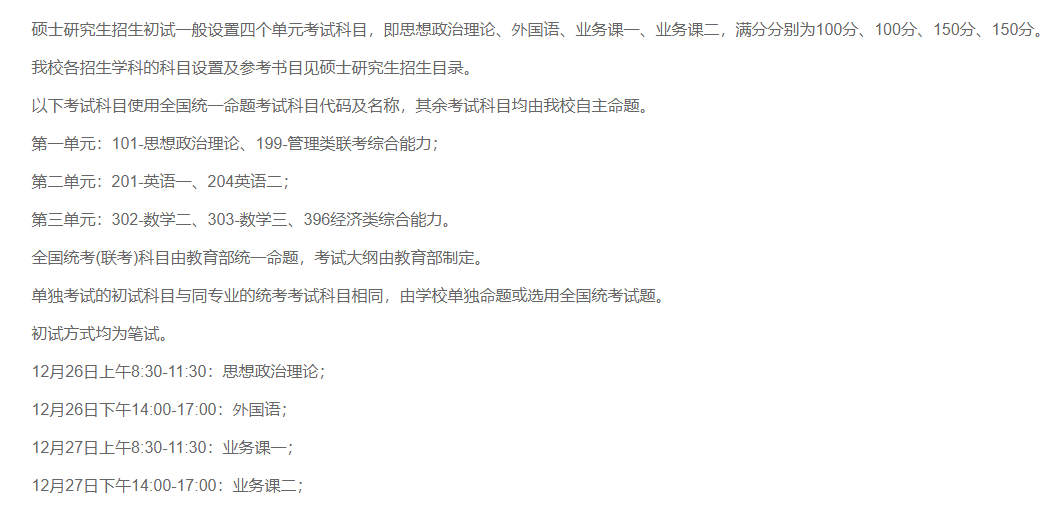 硕士研究生招生初试一般设置四个单元考试科目，即思想政治理论、外国语、业务课一、业务课二，满分分别为100分、100分、150分、150分。
我校各招生学科的科目设置及参考书目见硕士研究生招生目录。
以下考试科目使用全国统一命题考试科目代码及名称，其余考试科目均由我校自主命题。
第一单元：101-思想政治理论、199-管理类联考综合能力；
第二单元：201-英语一、204英语二；
第三单元：302-数学二、303-数学三、396经济类综合能力。
全国统考(联考)科目由教育部统一命题，考试大纲由教育部制定。
单独考试的初试科目与同专业的统考考试科目相同，由学校单独命题或选用全国统考试题。
初试方式均为笔试。
12月26日上午8:30-11:30：思想政治理论；
12月26日下午14:00-17:00：外国语；
12月27日上午8:30-11:30：业务课一；
12月27日下午14:00-17:00：业务课二；